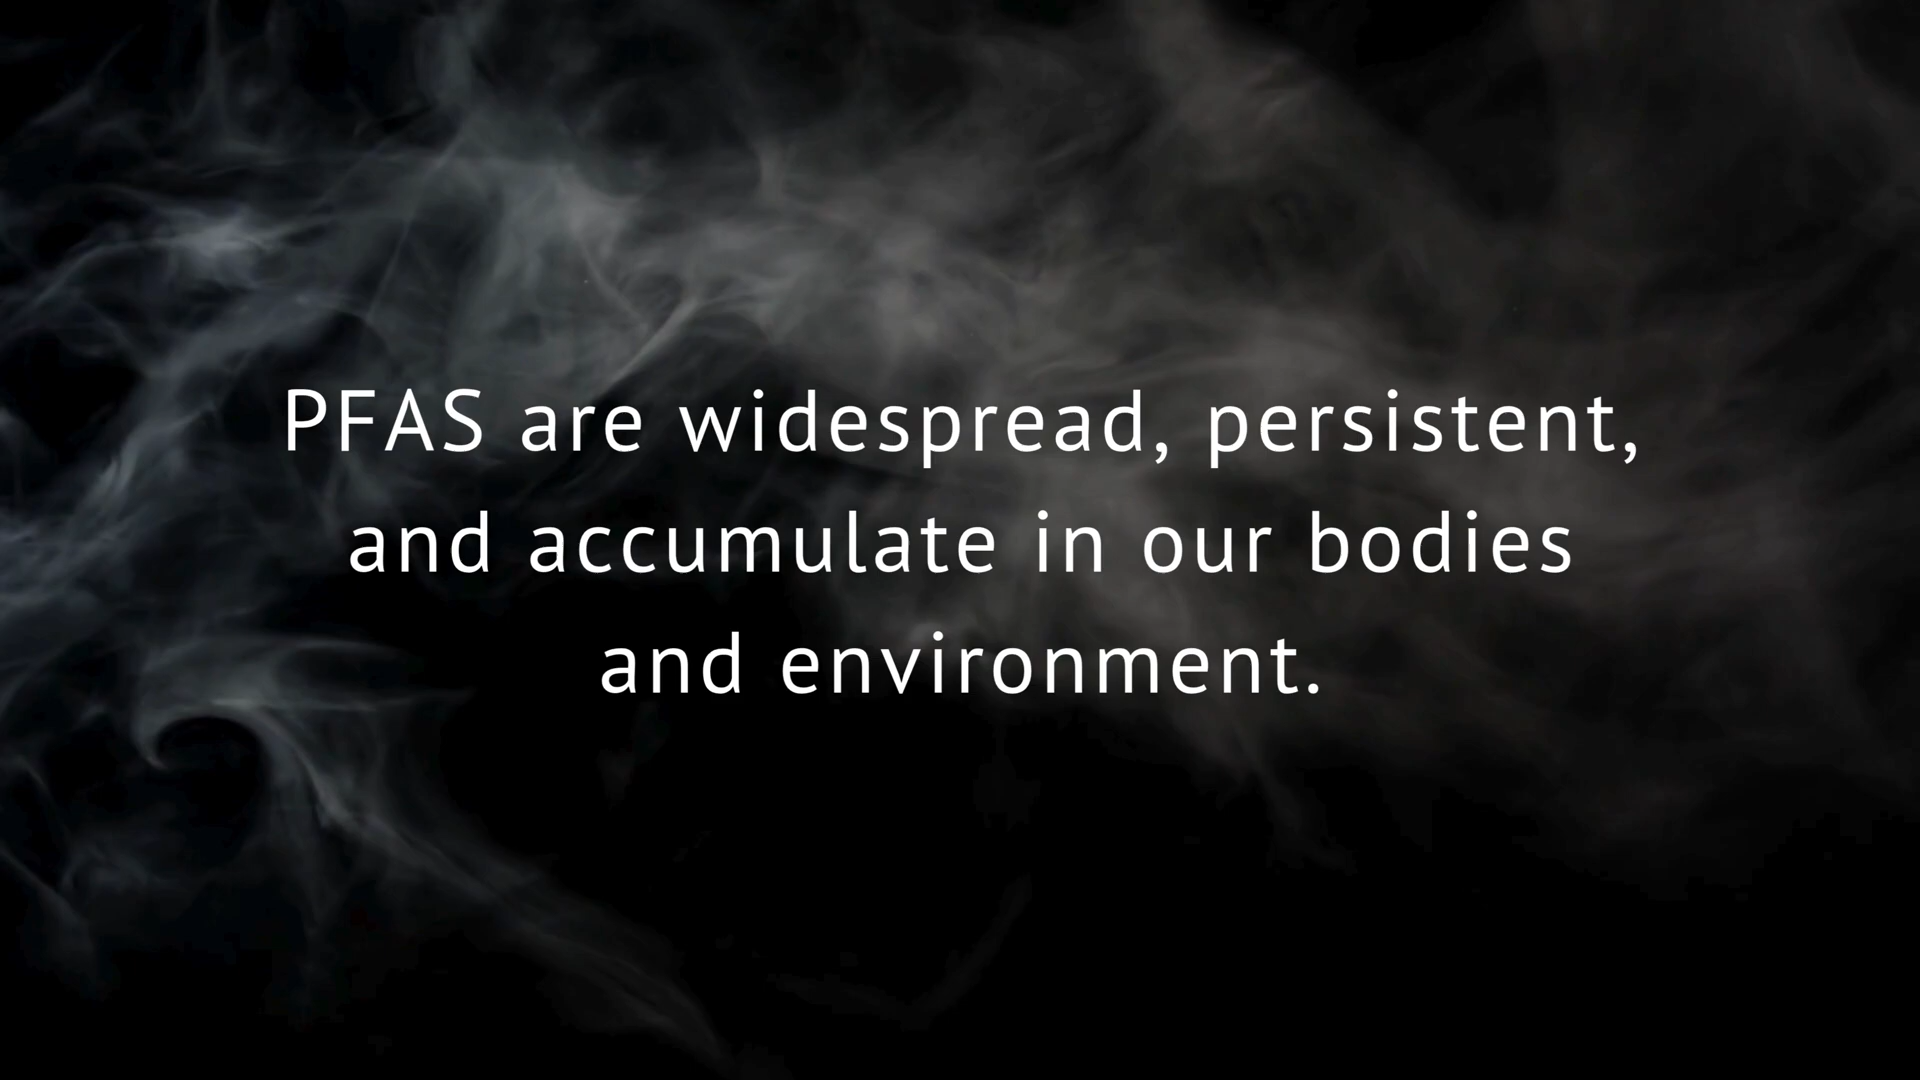 PFAS are widespread, persistent,
and accumulate in our bodies
and environment.